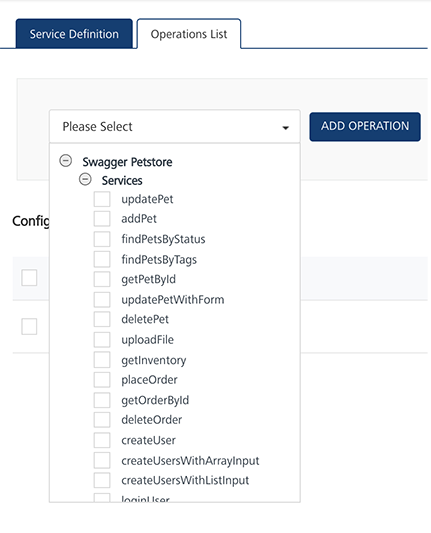 Service Definition
Operations List
Please Select
ADD OPERATION
Swagger Petstore
Services
updatePet
addPet
findPetsByStatus
Config
findPetsByTags
getPetById
updatePetWithForm
deletePet
uploadFile
getInventory
placeOrder
getOrderById
deleteOrder
createUser
createUsersWithArrayInput
createUsersWithListInput
loginUser